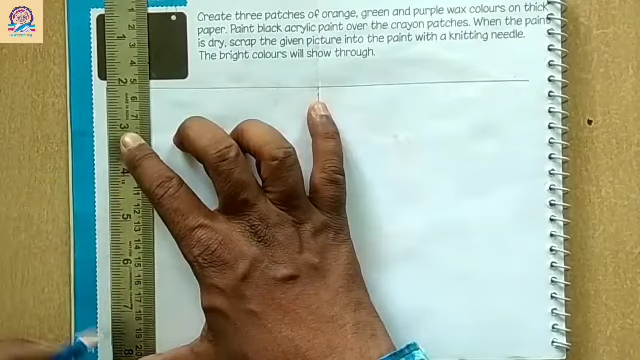 Create three patches of orange, green and purple wax colours on thick
paper. Paint black acrylic paint over the crayon patches. When the paint
is dry, scrap the given picture into the paint with a knitting needle.
The bright colours will show through.